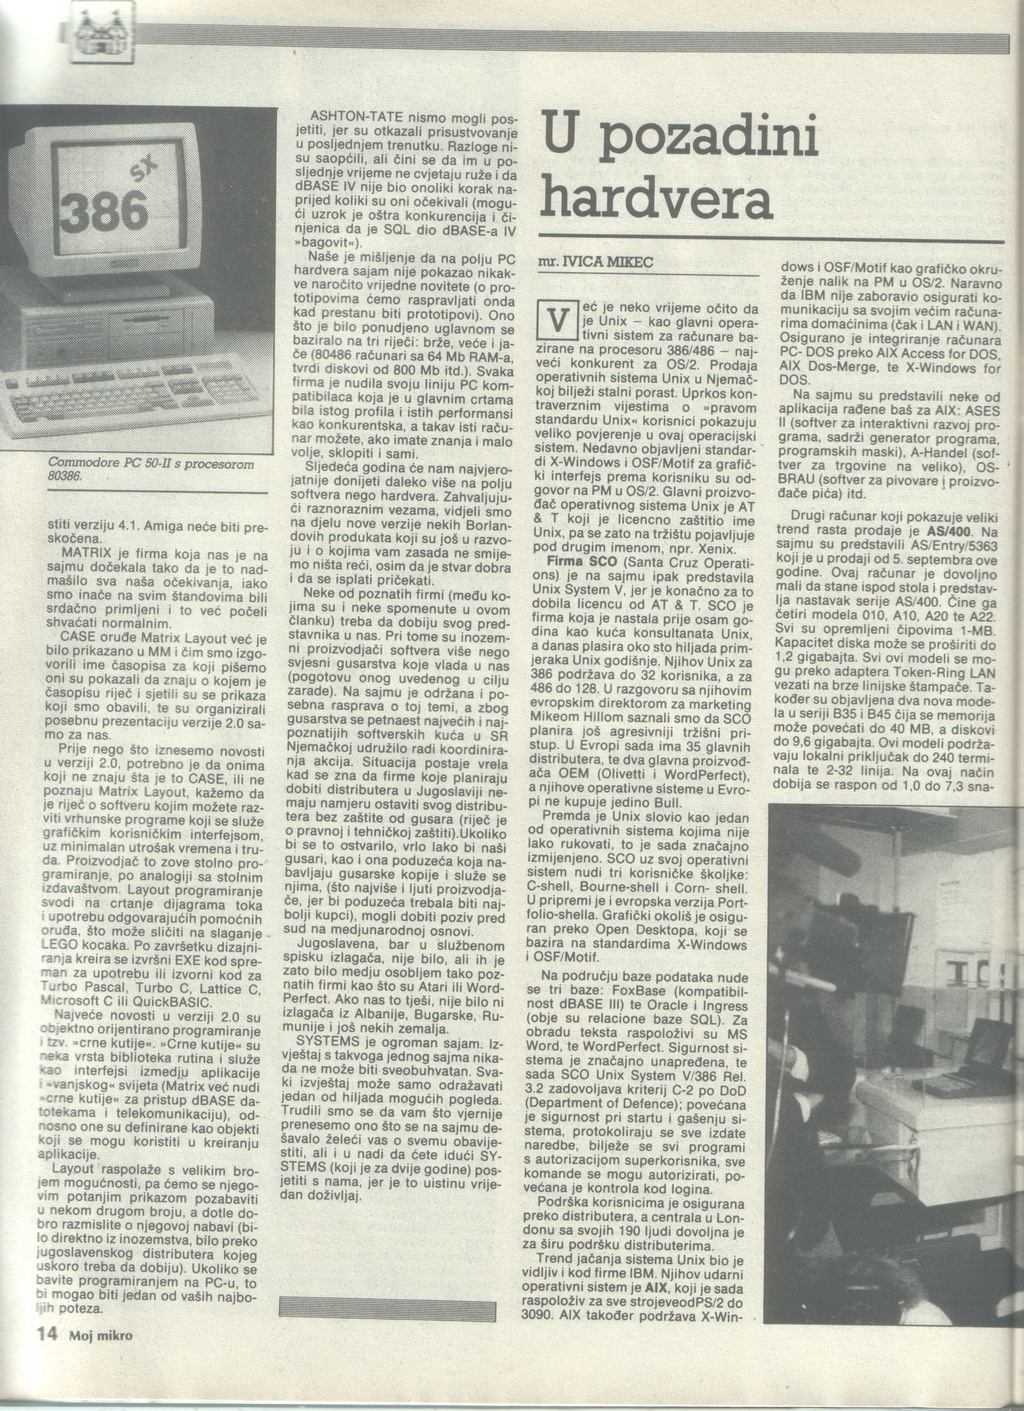 386
SX
Commodore PC 50-II s procesorom
80386.
stiti verziju 4.1. Amiga neće biti pre-
skočena.
MATRIX je firma koja nas je na
sajmu dočekala tako da je to nad-
mašilo sva naša očekivanja, iako
smo inače na svim štandovima bili
srdačno primljeni i to već počeli
shvaćati normalnim.
CASE oruđe Matrix Layout već je
bilo prikazano u MM i čim smo izgo-
vorili ime časopisa za koji pišemo
oni su pokazali da znaju o kojem je
časopisu riječ i sjetili su se prikaza
koji smo obavili, te su organizirali
posebnu prezentaciju verzije 2.0 sa-
mo za nas.
Prije nego što iznesemo novosti
u verziji 2.0, potrebno je da onima
koji ne znaju šta je to CASE, ili ne
poznaju Matrix Layout, kažemo da
je riječ o softveru kojim možete raz-
viti vrhunske programe koji se služe
grafičkim korisničkim interfejsom,
uz minimalan utrošak vremena i tru-
da. Proizvodjač to zove stolno pro-
gramiranje, po analogiji sa stolnim
izdavaštvom. Layout programiranje
svodi na crtanje dijagrama toka
i upotrebu odgovarajućih pomoćnih
oruđa, što može sličiti na slaganje
LEGO kocaka. Po završetku dizajni-
ranja kreira se izvršni EXE kod spre-
man za upotrebu ili izvorni kod za
Turbo Pascal, Turbo C, Lattice C,
Microsoft C ili QuickBASIC.
Najveće novosti u verziji 2.0 su
objektno orijentirano programiranje
i tzv. »crne kutije«. »Crne kutije« su
neka vrsta biblioteka rutina i služe
kao interfejsi izmedju aplikacije
i »vanjskog« svijeta (Matrix već nudi
»crne kutije« za pristup dBASE da-
totekama i telekomunikaciju), od-
nosno one su definirane kao objekti
koji se mogu koristiti u kreiranju
aplikacije.
Layout raspolaže s velikim bro-
jem mogućnosti, pa ćemo se njego-
vim potanjim prikazom pozabaviti
u nekom drugom broju, a dotle do-
bro razmislite o njegovoj nabavi (bi-
lo direktno iz inozemstva, bilo preko
jugoslavenskog distributera kojeg
uskoro treba da dobiju). Ukoliko se
bavite programiranjem na PC-u, to
bi mogao biti jedan od vaših najbo-
ljih poteza.
14 Moj mikro
ASHTON-TATE nismo mogli pos-
jetiti, jer su otkazali prisustvovanje
u posljednjem trenutku. Razloge ni-
su saopćili, ali čini se da im u po-
sljednje vrijeme ne cvjetaju ruže i da
dBASE IV nije bio onoliki korak na-
prijed koliki su oni očekivali (mogu-
ći uzrok je oštra konkurencija i či-
njenica da je SQL dio dBASE-a IV
»bagovit«).
Naše je mišljenje da na polju PC
hardvera sajam nije pokazao nikak-
ve naročito vrijedne novitete (o pro-
totipovima ćemo raspravljati onda
kad prestanu biti prototipovi). Ono
što je bilo ponudjeno uglavnom se
baziralo na tri riječi: brže, veće i ja-
če (80486 računari sa 64 Mb RAM-a,
tvrdi diskovi od 800 Mb itd.). Svaka
firma je nudila svoju liniju PC kom-
patibilaca koja je u glavnim crtama
bila istog profila i istih performansi
kao konkurentska, a takav isti raču-
nar možete, ako imate znanja i malo
volje, sklopiti i sami.
Sljedeća godina će nam najvjero-
jatnije donijeti daleko više na polju
softvera nego hardvera. Zahvaljuju-
ći raznoraznim vezama, vidjeli smo
na djelu nove verzije nekih Borlan-
dovih produkata koji su još u razvo-
ju i o kojima vam zasada ne smije-
mo ništa reći, osim da je stvar dobra
i da se isplati pričekati.
Neke od poznatih firmi (među ko-
jima su i neke spomenute u ovom
članku) treba da dobiju svog pred-
stavnika u nas. Pri tome su inozem-
ni proizvodjači softvera više nego
svjesni gusarstva koje vlada u nas
(pogotovu onog uvedenog u cilju
zarade). Na sajmu je održana i po-
sebna rasprava o toj temi, a zbog
gusarstva se petnaest najvećih i naj-
poznatijih softverskih kuća u SR
Njemačkoj udružilo radi koordinira-
nja akcija. Situacija postaje vrela
kad se zna da firme koje planiraju
dobiti distributera u Jugoslaviji ne-
maju namjeru ostaviti svog distribu-
tera bez zaštite od gusara (riječ je
o pravnoj i tehničkoj zaštiti).Ukoliko
bi se to ostvarilo, vrlo lako bi naši
gusari, kao i ona poduzeća koja na-
bavljaju gusarske kopije i služe se
njima, (što najviše i ljuti proizvodja-
če, jer bi poduzeća trebala biti naj-
bolji kupci), mogli dobiti poziv pred
sud na medjunarodnoj osnovi.
Jugoslavena, bar u službenom
spisku izlagača, nije bilo, ali ih je
zato bilo medju osobljem tako poz-
natih firmi kao što su Atari ili Word-
Perfect. Ako nas to tješi, nije bilo ni
izlagača iz Albanije, Bugarske, Ru-
munije i još nekih zemalja.
SYSTEMS je ogroman sajam. Iz-
vještaj s takvoga jednog sajma nika-
da ne može biti sveobuhvatan. Sva-
ki izvještaj može samo odražavati
jedan od hiljada mogućih pogleda.
Trudili smo se da vam što vjernije
prenesemo ono što se na sajmu de-
šavalo želeći vas o svemu obavije-
stiti, ali i u nadi da ćete idući SY-
STEMS (koji je za dvije godine) pos-
jetiti s nama, jer je to uistinu vrije-
dan doživljaj.
U pozadini
hardvera
mr. IVICA MIKEC
Već je neko vrijeme očito da
je Unix – kao glavni opera-
tivni sistem za računare ba-
zirane na procesoru 386/486 – naj-
veći konkurent za OS/2. Prodaja
operativnih sistema Unix u Njemač-
koj bilježi stalni porast. Uprkos kon-
traverznim vijestima o »pravom
standardu Unix« korisnici pokazuju
veliko povjerenje u ovaj operacijski
sistem. Nedavno objavljeni standar-
di X-Windows i OSF/Motif za grafič-
ki interfejs prema korisniku su od-
govor na PM u OS/2. Glavni proizvo-
đač operativnog sistema Unix je AT
& T koji je licencno zaštitio ime
Unix, pa se zato na tržištu pojavljuje
pod drugim imenom, npr. Xenix.
Firma SCO (Santa Cruz Operati-
ons) je na sajmu ipak predstavila
Unix System V, jer je konačno za to
dobila licencu od AT & T. SCO je
firma koja je nastala prije osam go-
dina kao kuća konsultanata Unix,
a danas plasira oko sto hiljada prim-
jeraka Unix godišnje. Njihov Unix za
386 podržava do 32 korisnika, a za
486 do 128. U razgovoru sa njihovim
evropskim direktorom za marketing
Mikeom Hillom saznali smo da SCO
planira još agresivniji tržišni pri-
stup. U Evropi sada ima 35 glavnih
distributera, te dva glavna proizvod-
ača OEM (Olivetti i WordPerfect),
a njihove operativne sisteme u Evro-
pi ne kupuje jedino Bull.
Premda je Unix slovio kao jedan
od operativnih sistema kojima nije
lako rukovati, to je sada značajno
izmijenjeno. SCO uz svoj operativni
sistem nudi tri korisničke školjke:
C-shell, Bourne-shell i Corn- shell.
U pripremi je i evropska verzija Port-
folio-shella. Grafički okoliš je osigu-
ran preko Open Desktopa, koji se
bazira na standardima X-Windows
i OSF/Motif.
Na području baze podataka nude
se tri baze: FoxBase (kompatibil-
nost dBASE III) te Oracle i Ingress
(obje su relacione baze SQL). Za
obradu teksta raspoloživi su MS
Word, te WordPerfect. Sigurnost si-
stema je značajno unapređena, te
sada SCO Unix System V/386 Rel.
3.2 zadovoljava kriterij C-2 po DoD
(Department of Defence); povećana
je sigurnost pri startu i gašenju si-
stema, protokoliraju se sve izdate
naredbe, bilježe se svi programi
s autorizacijom superkorisnika, sve
komande se mogu autorizirati, po-
većana je kontrola kod logina.
Podrška korisnicima je osigurana
preko distributera, a centrala u Lon-
donu sa svojih 190 ljudi dovoljna je
za širu podršku distributerima.
Trend jačanja sistema Unix bio je
vidljiv i kod firme IBM. Njihov udarni
operativni sistem je AIX, koji je sada
raspoloživ za sve strojeveodPS/2 do
3090. AIX također podržava X-Win-
dows i OSF/Motif kao grafičko okru-
ženje nalik na PM u OS/2. Naravno
da IBM nije zaboravio osigurati ko-
munikaciju sa svojim većim računa-
rima domaćinima (čak i LAN i WAN).
Osigurano je integriranje računara
PC- DOS preko AIX Access for DOS,
AIX Dos-Merge, te X-Windows for
DOS.
Na sajmu su predstavili neke od
aplikacija rađene baš za AIX: ASES
II (softver za interaktivni razvoj pro-
grama, sadrži generator programa,
programskih maski), A-Handel (sof-
tver za trgovine na veliko), OS-
BRAU (softver za pivovare i proizvo-
đače pića) itd.
Drugi računar koji pokazuje veliki
trend rasta prodaje je AS/400. Na
sajmu su predstavili AS/Entry/5363
koji je u prodaji od 5. septembra ove
godine. Ovaj računar je dovoljno
mali da stane ispod stola i predstav-
lja nastavak serije AS/400. Čine ga
četiri modela 010, A10, A20 te A22.
Svi su opremljeni čipovima 1-MB.
Kapacitet diska može se proširiti do
1,2 gigabajta. Svi ovi modeli se mo-
gu preko adaptera Token-Ring LAN
vezati na brze linijske štampače. Ta-
kođer su objavljena dva nova mode-
la u seriji B35 i B45 čija se memorija
može povećati do 40 MB, a diskovi
do 9,6 gigabajta. Ovi modeli podrža-
vaju lokalni priključak do 240 termi-
nala te 2-32 linija. Na ovaj način
dobija se raspon od 1,0 do 7,3 sna-